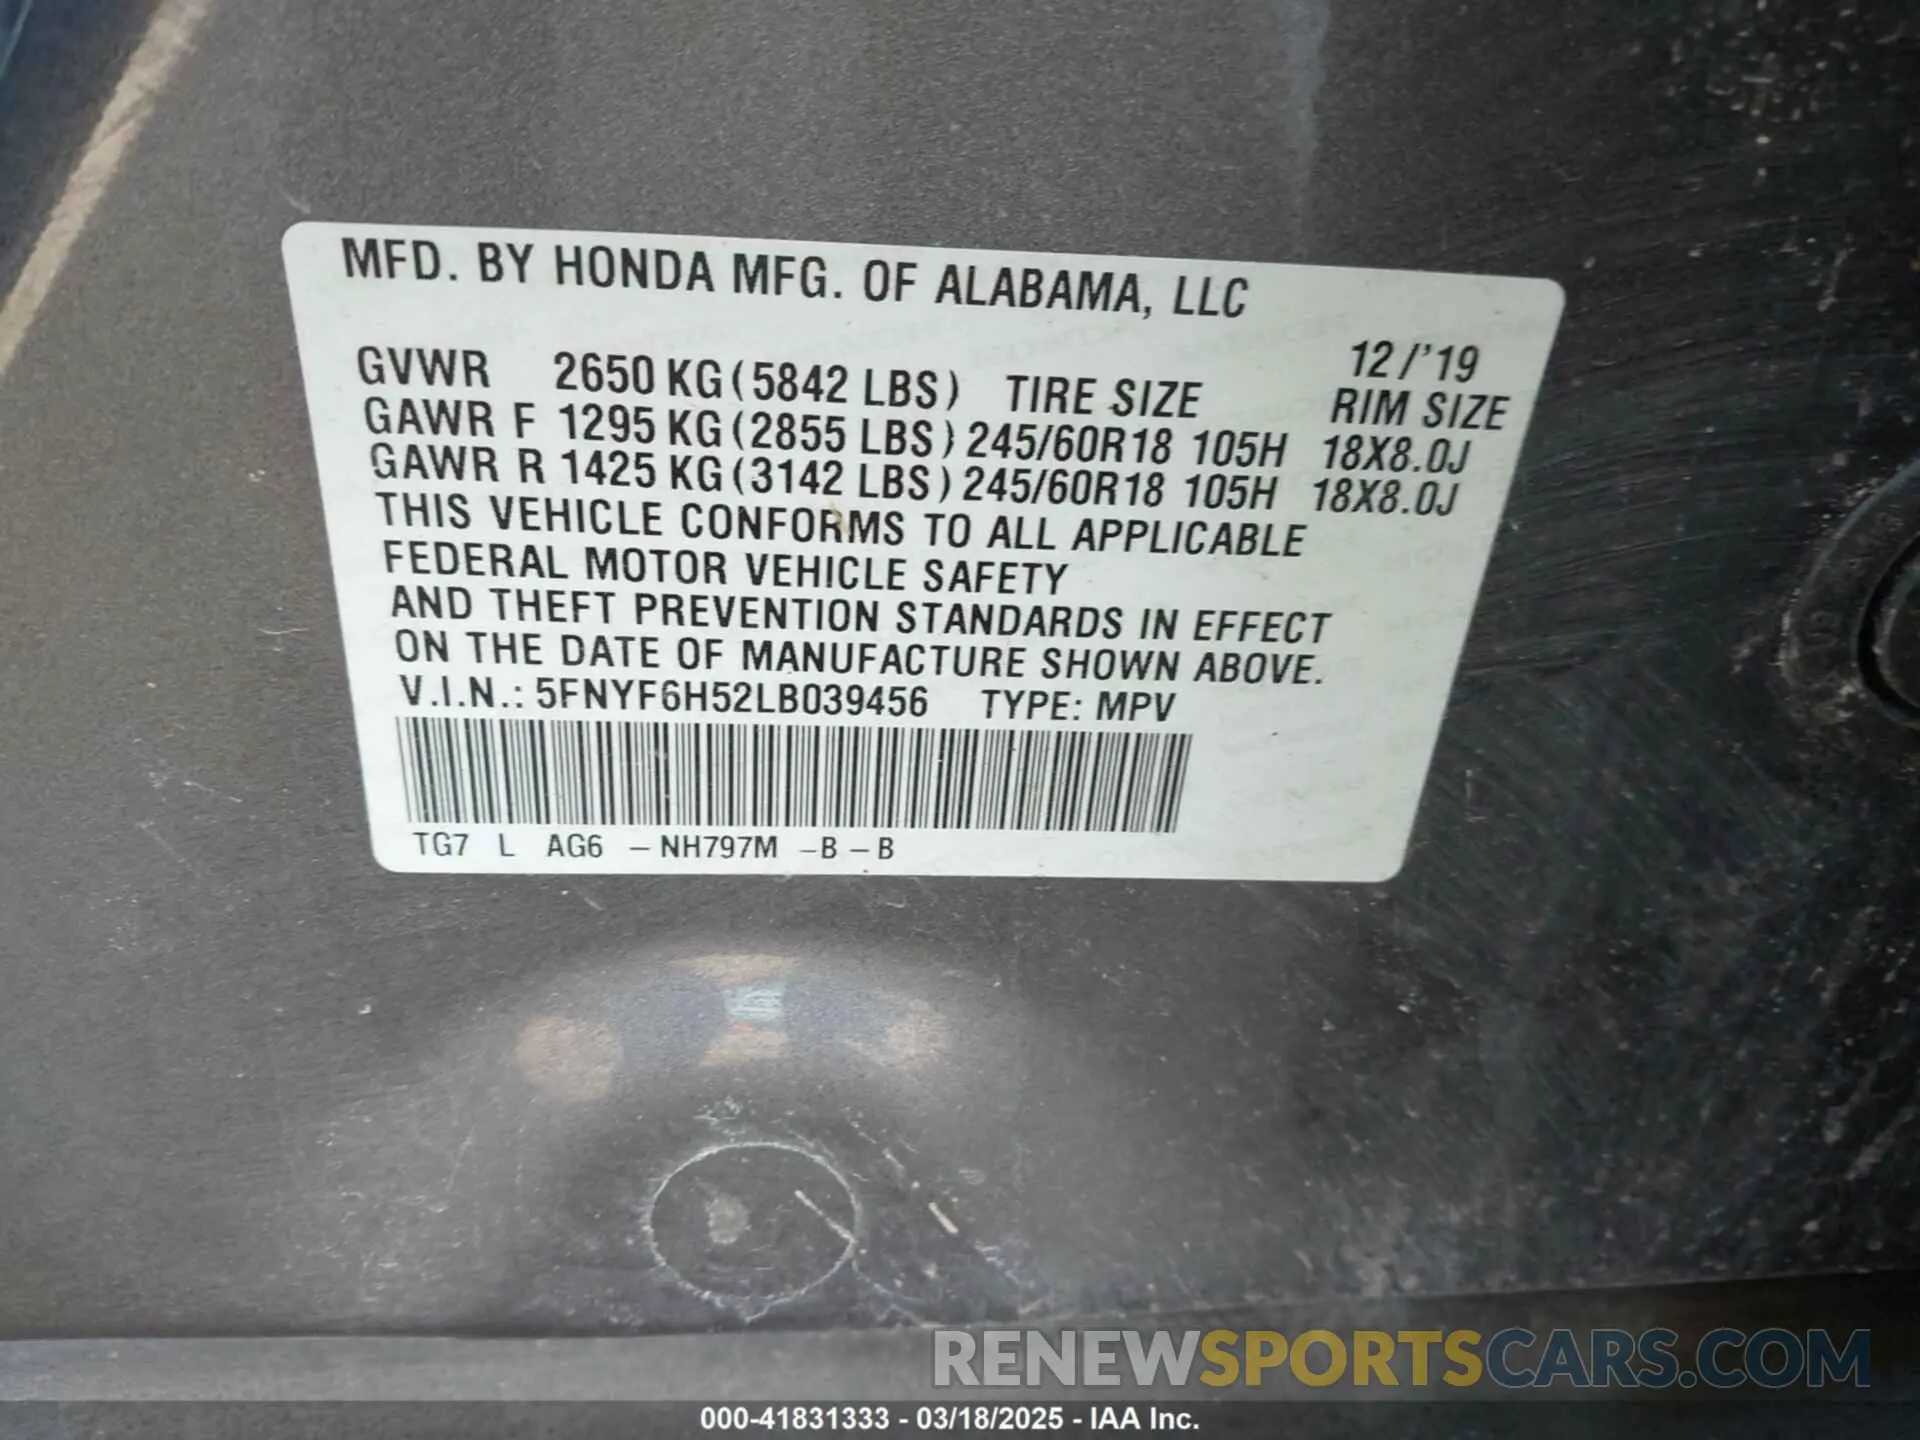 MFD. BY HONDA MFG. OF ALABAMA, LLC
12/'19
GVWR 2650 KG (5842 LBS) TIRE SIZE RIM SIZE
GAWR F 1295 KG (2855 LBS) 245/60R18 105H 18X8.0J
GAWR R 1425 KG (3142 LBS) 245/60R18 105H 18X8.0J
THIS VEHICLE CONFORMS TO ALL APPLICABLE
FEDERAL MOTOR VEHICLE SAFETY
AND THEFT PREVENTION STANDARDS IN EFFECT
ON THE DATE OF MANUFACTURE SHOWN ABOVE.
V.I.N.: 5FNYF6H52LB039456 TYPE: MPV
TG7 L AG6 -NH797M -B-B
RENEWSPORTSCARS.COM
000-41831333 - 03/18/2025 - IAA Inc.